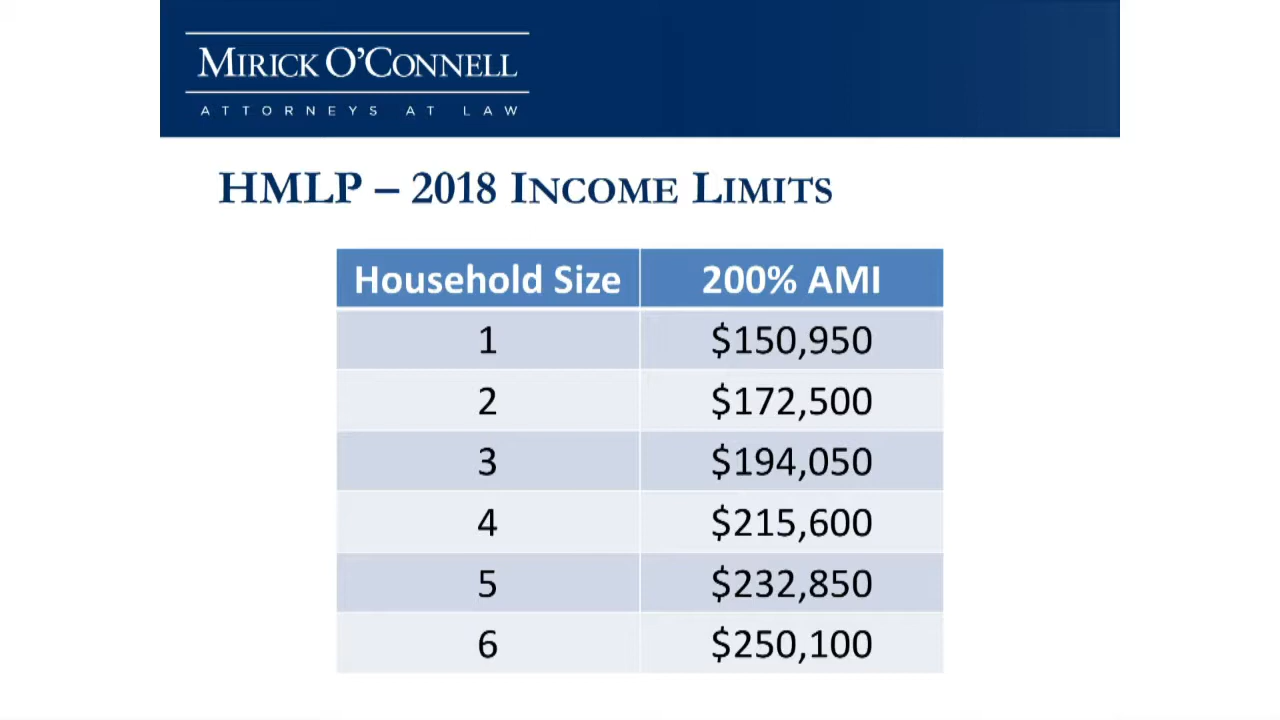 MIRICK O'CONNELL
ATTORNEYS AT LAW
HMLP – 2018 INCOME LIMITS
Household Size 200% AMI
1 $150,950
2 $172,500
3 $194,050
4 $215,600
5 $232,850
6 $250,100